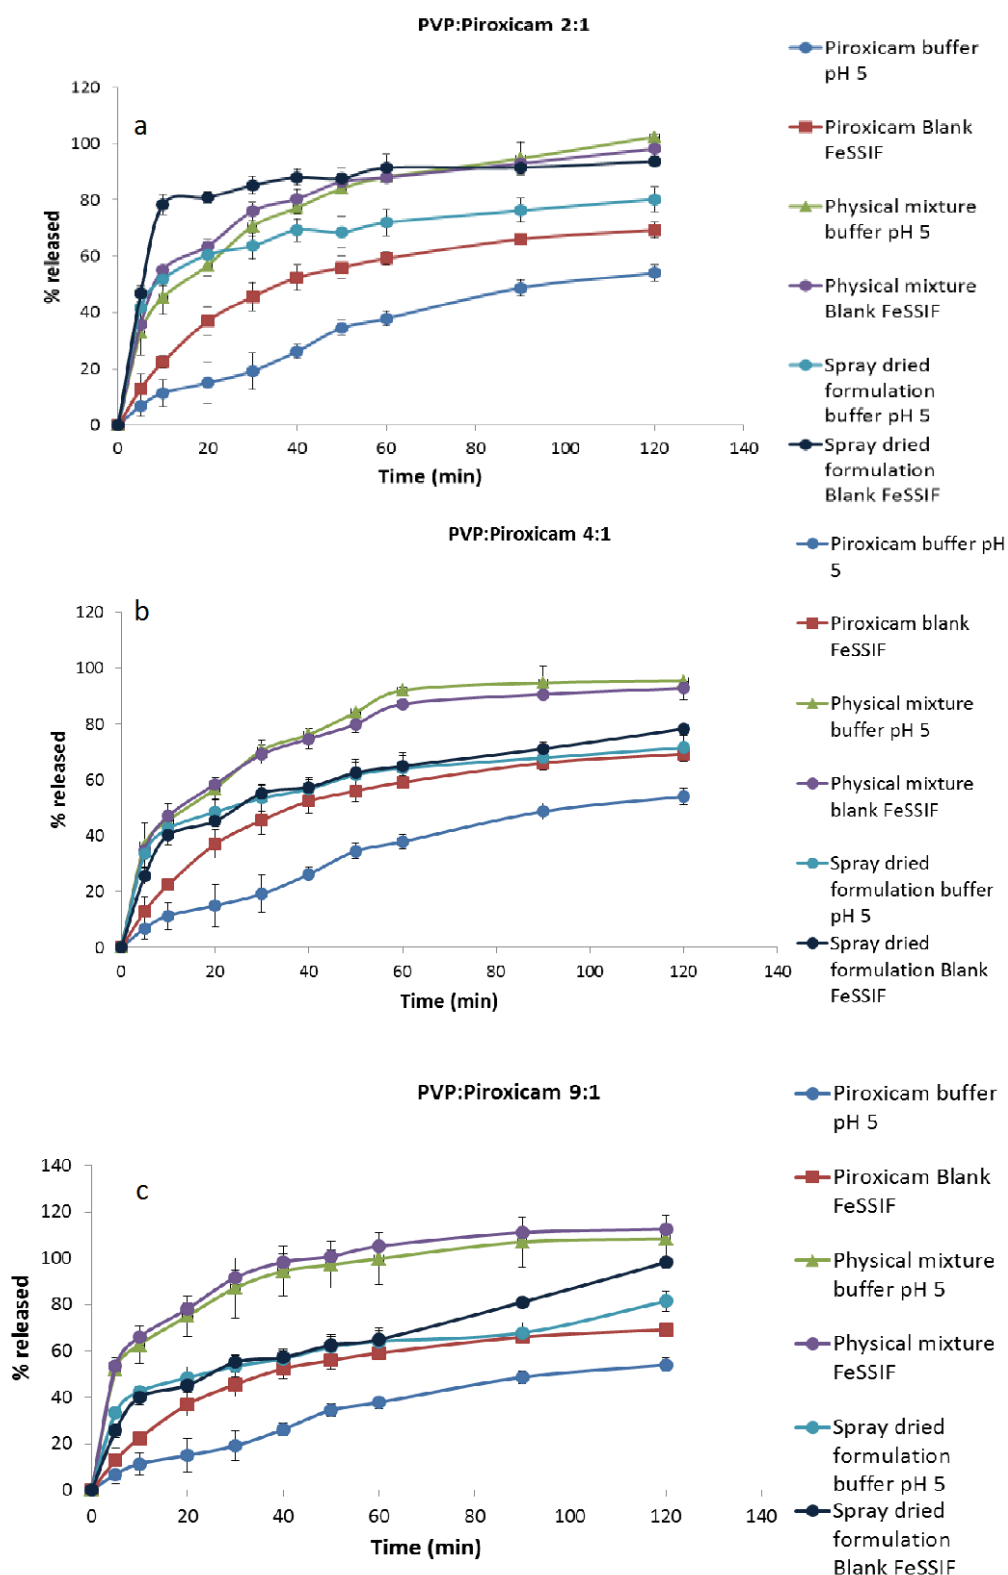 PVP:Piroxicam 2:1
a
120
100
80
60
40
20
0
% released
0 20 40 60 80 100 120 140
Time (min)
Piroxicam buffer
pH 5
Piroxicam Blank
FeSSIF
Physical mixture
buffer pH 5
Physical mixture
Blank FeSSIF
Spray dried
formulation
buffer pH 5
Spray dried
formulation
Blank FeSSIF
PVP:Piroxicam 4:1
b
120
100
80
60
40
20
0
% released
0 20 40 60 80 100 120 140
Time (min)
Piroxicam buffer pH
5
Piroxicam blank
FeSSIF
Physical mixture
buffer pH 5
Physical mixture
blank FeSSIF
Spray dried
formulation buffer
pH 5
Spray dried
formulation Blank
FeSSIF
PVP:Piroxicam 9:1
c
140
120
100
80
60
40
20
0
% released
0 20 40 60 80 100 120 140
Time (min)
Piroxicam buffer
pH 5
Piroxicam Blank
FeSSIF
Physical mixture
buffer pH 5
Physical mixture
FeSSIF
Spray dried
formulation
buffer pH 5
Spray dried
formulation
Blank FeSSIF